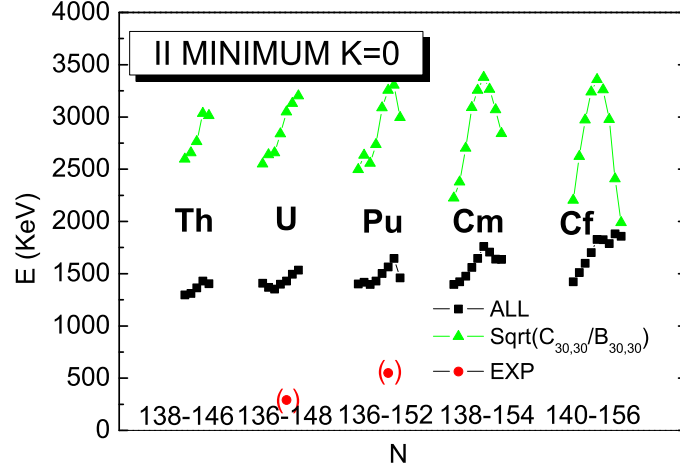 4000
II MINIMUM K=0
3500
3000
2500
2000
Th U Pu Cm Cf
E (KeV)
1500
ALL
1000
Sqrt(C30,30/B30,30)
EXP
500
( ) ( )
138-146 136-148 136-152 138-154 140-156
0
N